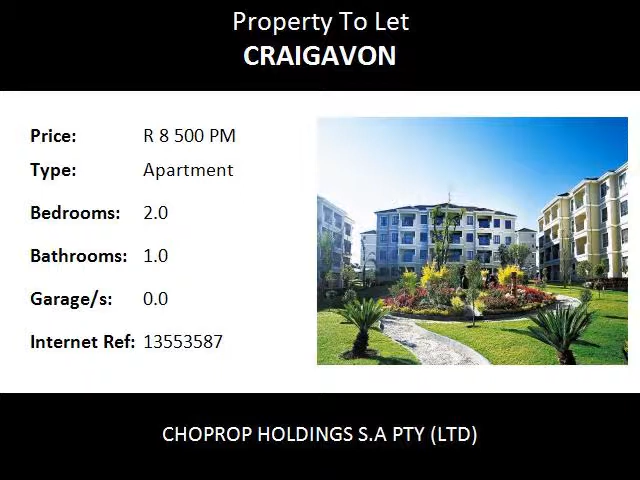 Property To Let
CRAIGAVON
Price: R 8 500 PM
Type: Apartment
Bedrooms: 2.0
Bathrooms: 1.0
Garage/s: 0.0
Internet Ref: 13553587
CHOPROP HOLDINGS S.A PTY (LTD)